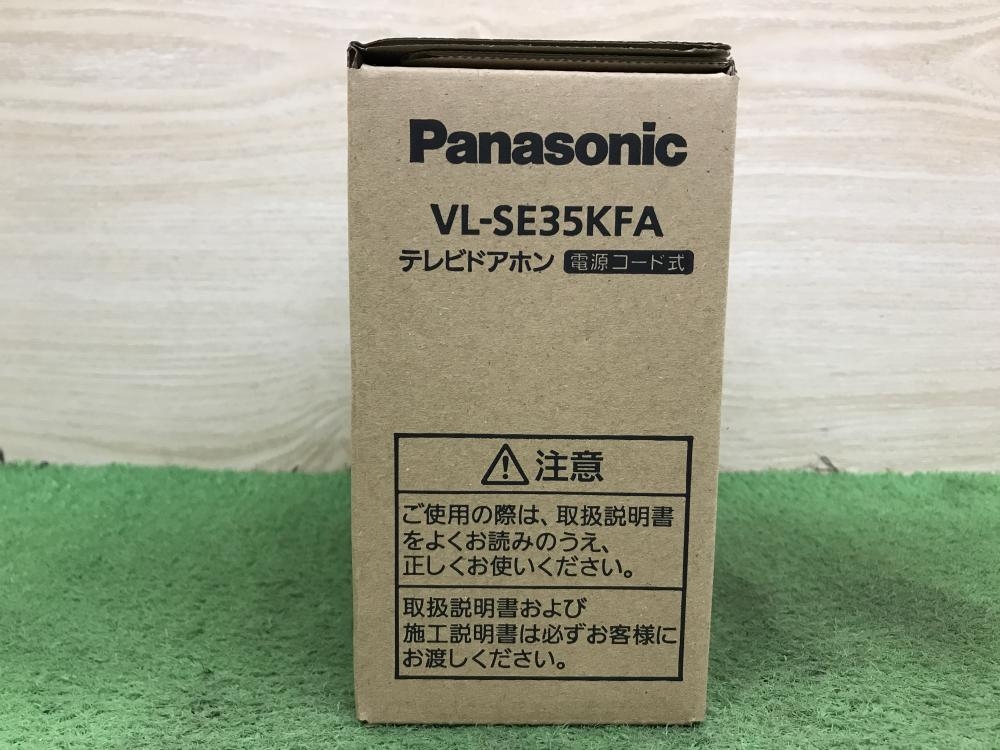 Panasonic
VL-SE35KFA
テレビドアホン 電源コード式
注意
ご使用の際は、取扱説明書
をよくお読みのうえ、
正しくお使いください。
取扱説明書および
施工説明書は必ずお客様に
お渡しください。